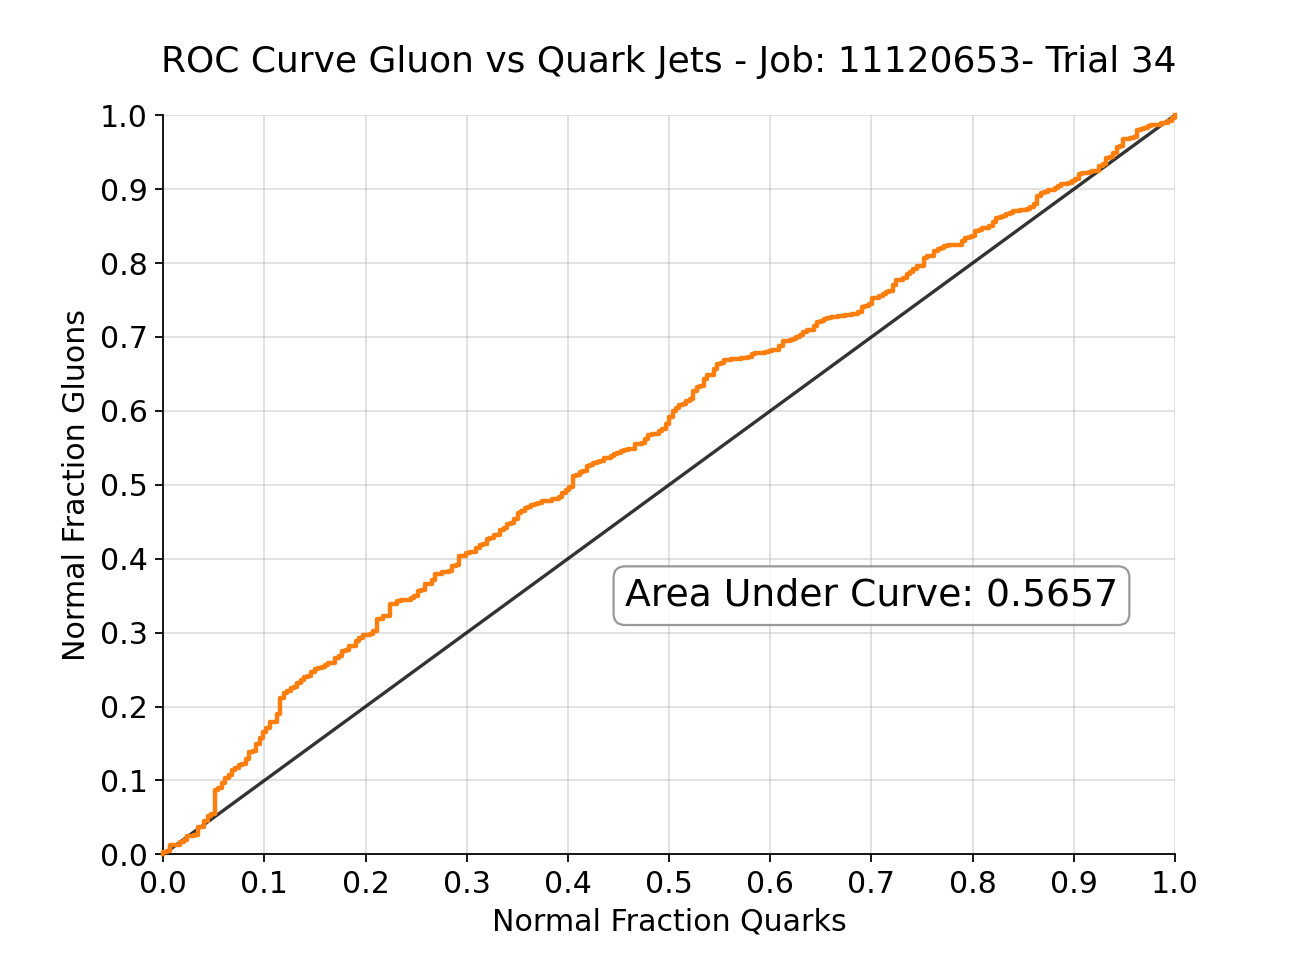 ROC Curve Gluon vs Quark Jets - Job: 11120653- Trial 34
1.0
0.9
0.8
0.7
0.6
0.5
0.4
0.3
0.2
0.1
0.0
Normal Fraction Gluons
Area Under Curve: 0.5657
0.0 0.1 0.2 0.3 0.4 0.5 0.6 0.7 0.8 0.9 1.0
Normal Fraction Quarks